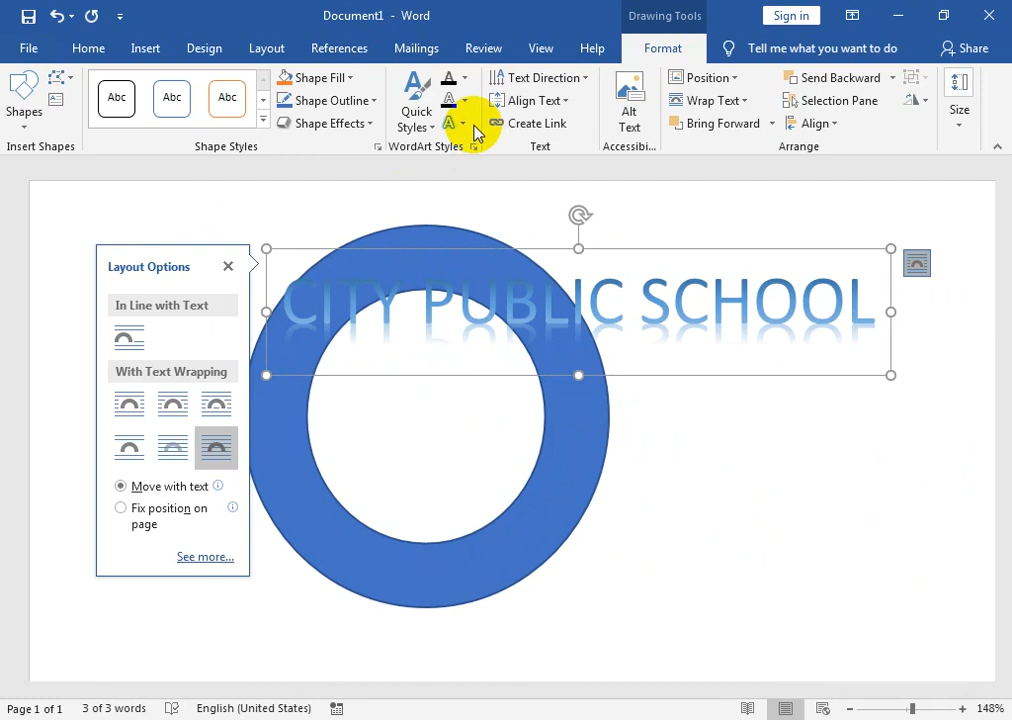 Document1 - Word
Drawing Tools
Sign in
File
Home
Insert
Design
Layout
References
Mailings
Review
View
Help
Format
Tell me what you want to do
Share
Shapes
Insert Shapes
Abc
Abc
Abc
Shape Fill
Shape Outline
Shape Effects
Shape Styles
Quick
Styles
A
A
A
WordArt Styles
Text Direction
Align Text
Create Link
Text
Alt
Text
Accessibi...
Position
Wrap Text
Bring Forward
Send Backward
Selection Pane
Align
Arrange
Size
CITY PUBLIC SCHOOL
Layout Options
In Line with Text
With Text Wrapping
Move with text
Fix position on
page
See more...
Page 1 of 1
3 of 3 words
English (United States)
148%